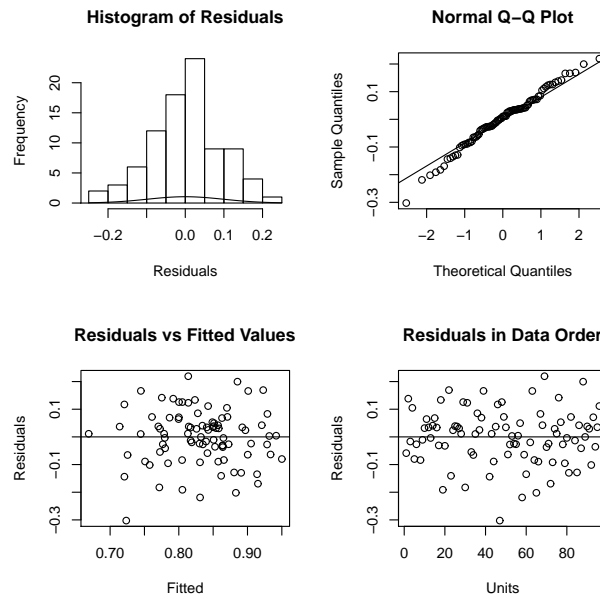 Histogram of Residuals
Frequency
0 5 10 15 20
−0.2 0.0 0.1 0.2
Residuals
Normal Q−Q Plot
Sample Quantiles
−0.3 −0.1 0.1
−2 −1 0 1 2
Theoretical Quantiles
Residuals vs Fitted Values
Residuals
−0.3 −0.1 0.1
0.70 0.80 0.90
Fitted
Residuals in Data Order
Residuals
−0.3 −0.1 0.1
0 20 40 60 80
Units